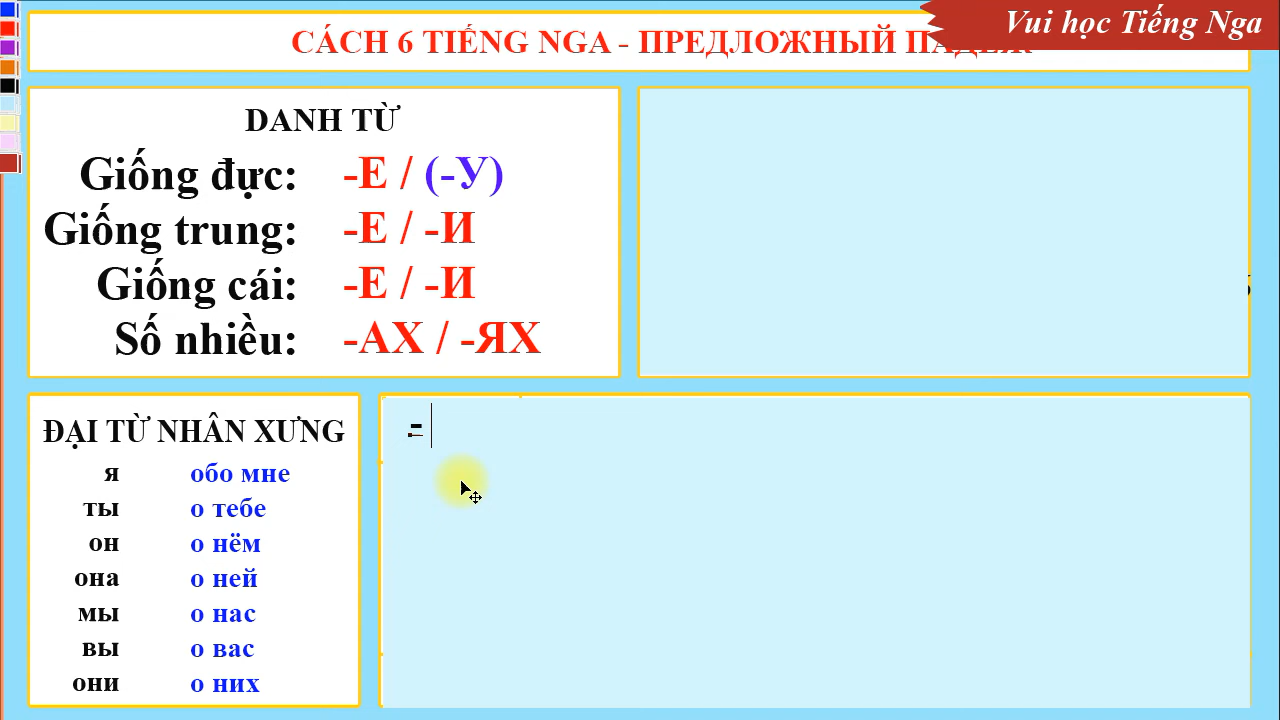 Vui học Tiếng Nga
CÁCH 6 TIẾNG NGA - ПРЕДЛОЖНЫЙ
DANH TỪ
Giống đực: -Е / (-У)
Giống trung: -Е / -И
Giống cái: -Е / -И
Số nhiều: -АХ / -ЯХ
ĐẠI TỪ NHÂN XƯNG
я обо мне
ты о тебе
он о нём
она о ней
мы о нас
вы о вас
они о них
-